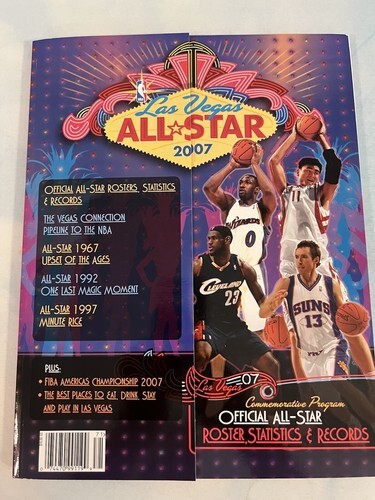 Las Vegas
ALL★STAR
2007
OFFICIAL ALL-STAR ROSTERS, STATISTICS
& RECORDS
THE VEGAS CONNECTION
PIPELINE TO THE NBA
ALL-STAR 1967
UPSET OF THE AGES
ALL-STAR 1992
ONE LAST MAGIC MOMENT
ALL-STAR 1997
MINUTE RICE
PLUS:
• FIBA AMERICAS CHAMPIONSHIP 2007
• THE BEST PLACES TO EAT, DRINK, STAY
AND PLAY IN LAS VEGAS
WIZARDS
0
11
CLEVELAND
23
SUNS
13
Las Vegas 07
Commemorative Program
OFFICIAL ALL-STAR
ROSTER, STATISTICS & RECORDS
71>